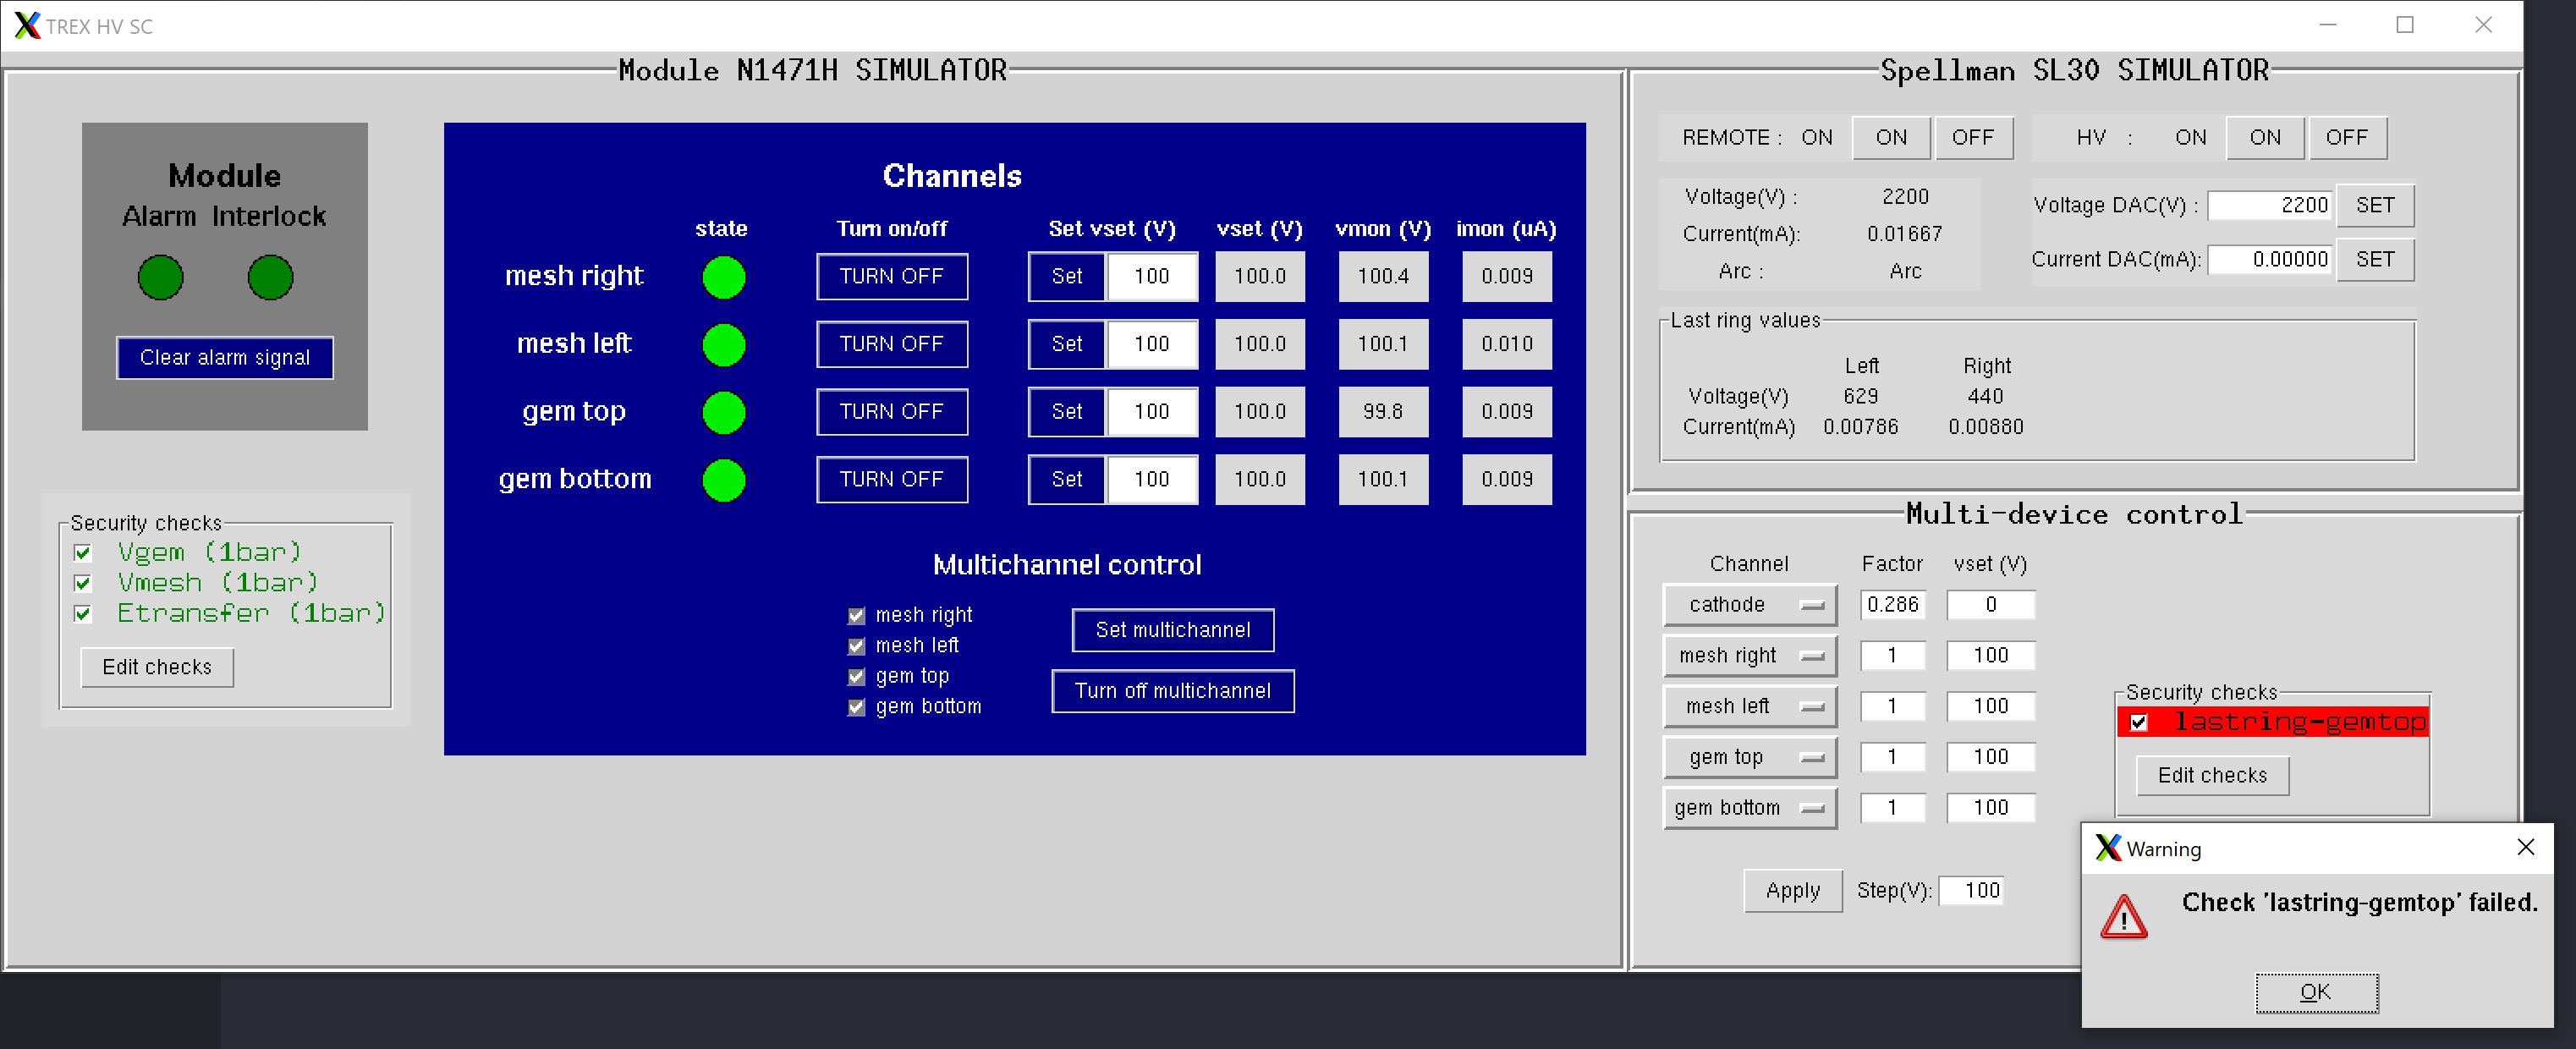 TREX HV SC
Module N1471H SIMULATOR
Module
Alarm Interlock
Clear alarm signal
Security checks
Vgem (1bar)
Vmesh (1bar)
Etransfer (1bar)
Edit checks
Channels
state Turn on/off Set vset (V) vset (V) vmon (V) imon (uA)
mesh right TURN OFF Set 100 100.0 100.4 0.009
mesh left TURN OFF Set 100 100.0 100.1 0.010
gem top TURN OFF Set 100 100.0 99.8 0.009
gem bottom TURN OFF Set 100 100.0 100.1 0.009
Multichannel control
mesh right
mesh left
gem top
gem bottom
Set multichannel
Turn off multichannel
Spellman SL30 SIMULATOR
REMOTE : ON ON OFF HV : ON ON OFF
Voltage(V) : 2200
Current(mA): 0.01667
Arc : Arc
Voltage DAC(V) : 2200 SET
Current DAC(mA): 0.00000 SET
Last ring values
Left Right
Voltage(V) 629 440
Current(mA) 0.00786 0.00880
Multi-device control
Channel Factor vset (V)
cathode 0.286 0
mesh right 1 100
mesh left 1 100
gem top 1 100
gem bottom 1 100
Apply Step(V): 100
Security checks
lastring-gemtop
Edit checks
Warning
Check 'lastring-gemtop' failed.
OK